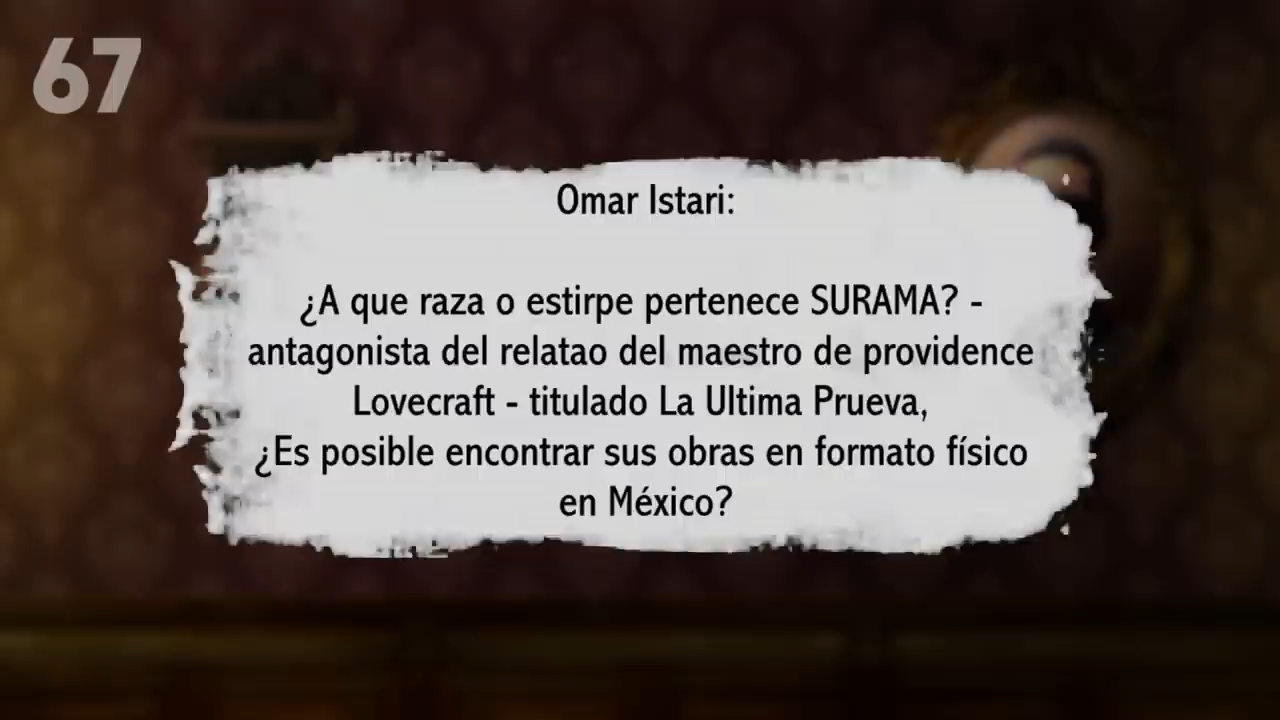 67
Omar Istari:
¿A que raza o estirpe pertenece SURAMA? -
antagonista del relatao del maestro de providence
Lovecraft - titulado La Ultima Prueva,
¿Es posible encontrar sus obras en formato físico
en México?